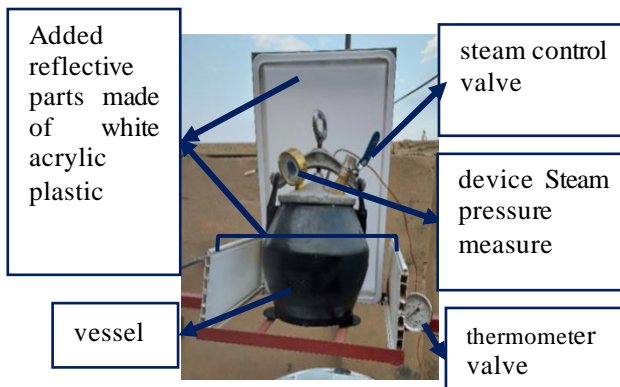 Added
reflective
parts made
of white
acrylic
plastic
steam control
valve
device Steam
pressure
measure
vessel
thermometer
valve